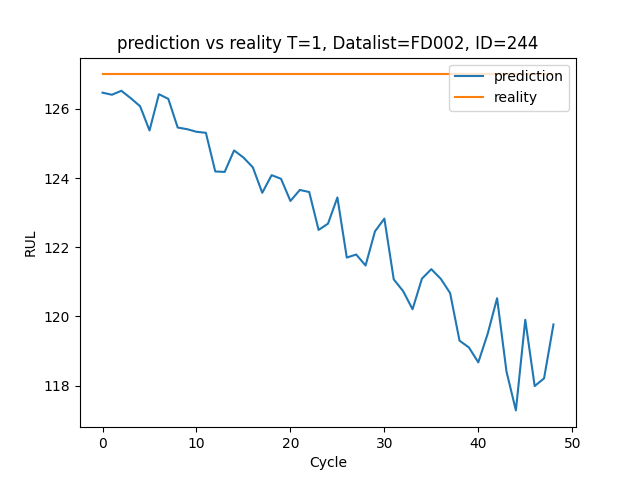 prediction vs reality T=1, Datalist=FD002, ID=244
prediction
reality
RUL
126
124
122
120
118
0 10 20 30 40 50
Cycle